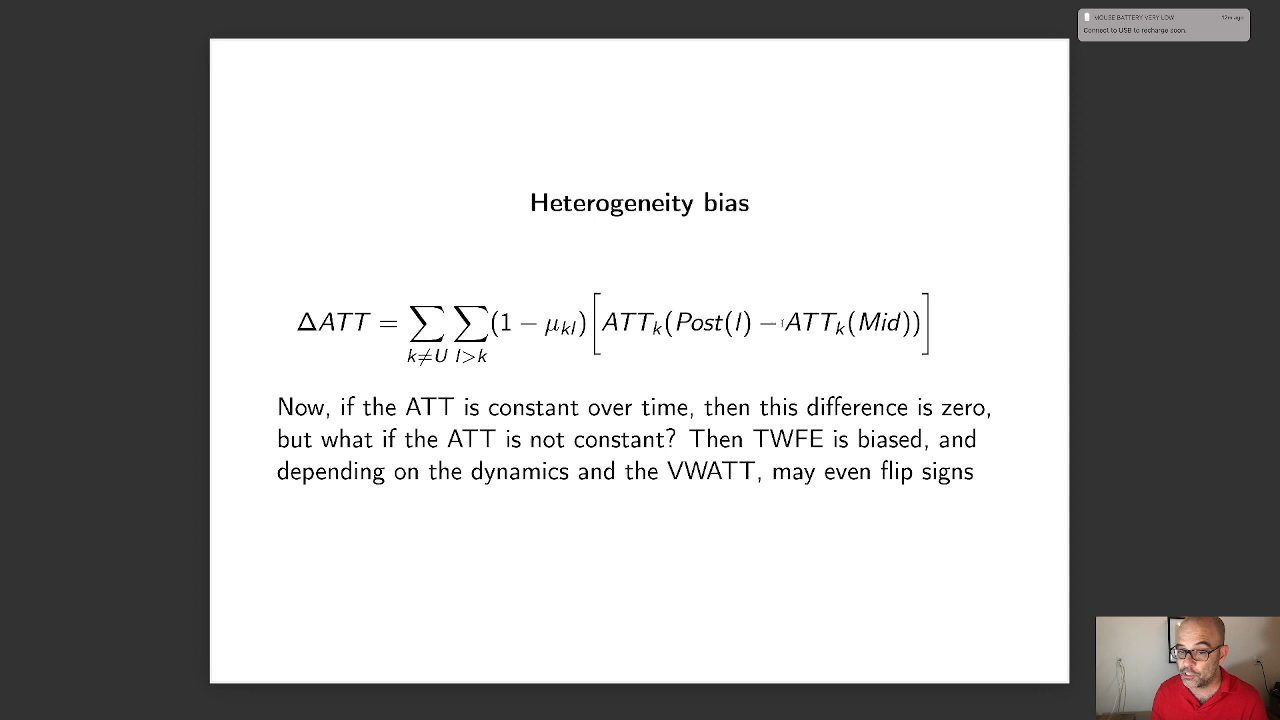 MOUSE BATTERY VERY LOW 12m ago
Connect to USB to recharge soon.
Heterogeneity bias
ΔATT = ∑_{k≠U} ∑_{l>k} (1 − μ_{kl}) [ATT_k(Post(l) − ATT_k(Mid))]
Now, if the ATT is constant over time, then this difference is zero,
but what if the ATT is not constant? Then TWFE is biased, and
depending on the dynamics and the VWATT, may even flip signs